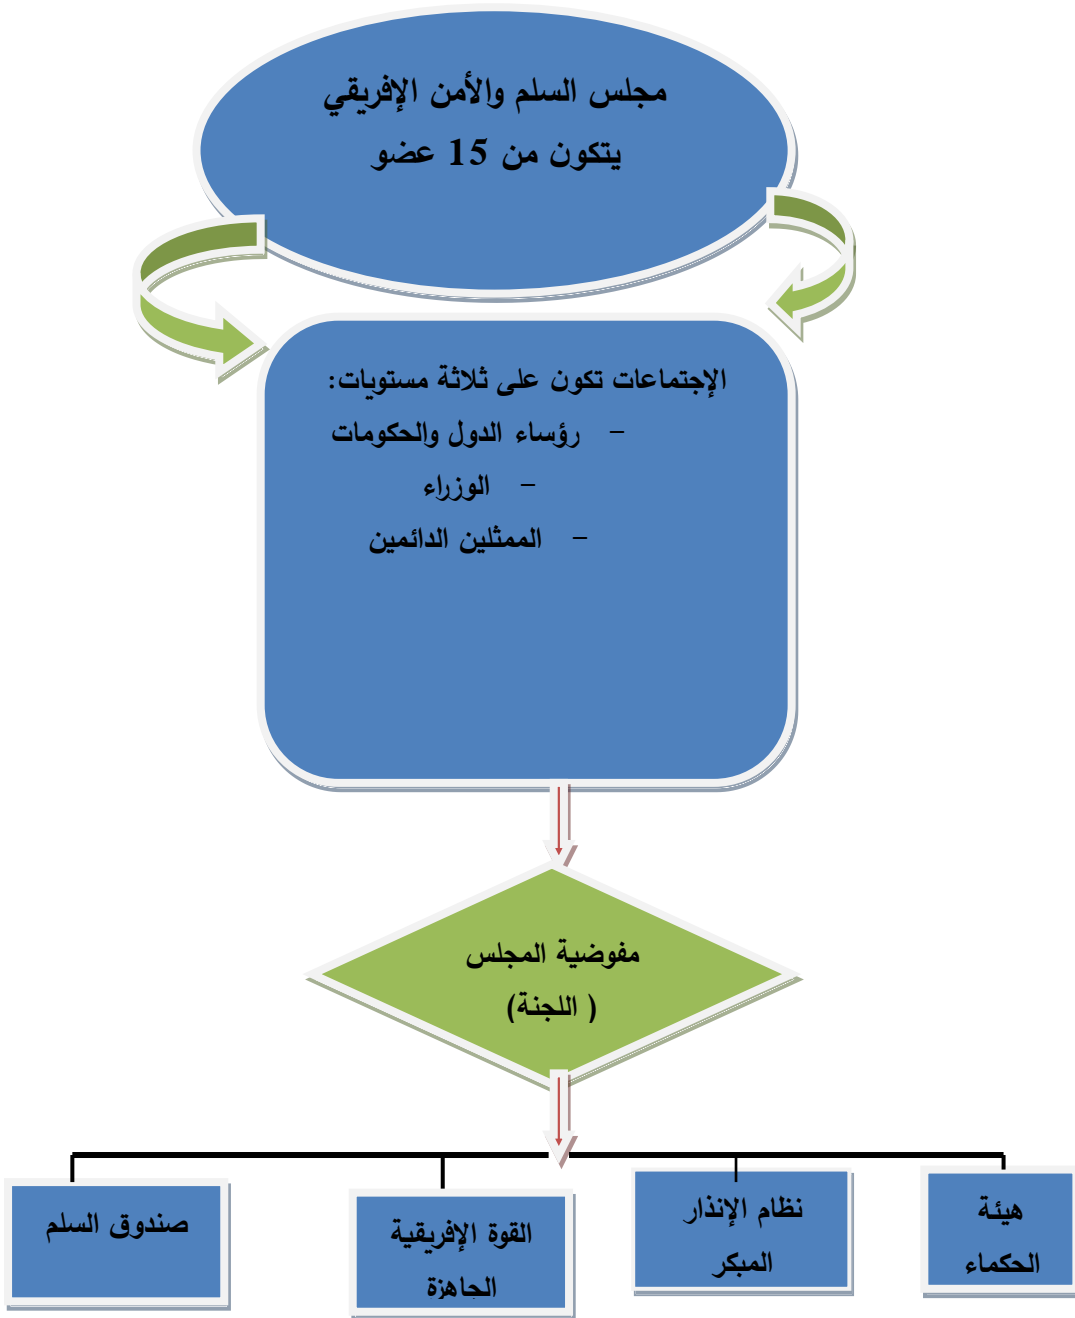 مجلس السلم والأمن الإفريقي
يتكون من 15 عضو
الإجتماعات تكون على ثلاثة مستويات:
- رؤساء الدول والحكومات
- الوزراء
- الممثلين الدائمين
مفوضية المجلس
( اللجنة)
هيئة
الحكماء
نظام الإنذار
المبكر
القوة الإفريقية
الجاهزة
صندوق السلم